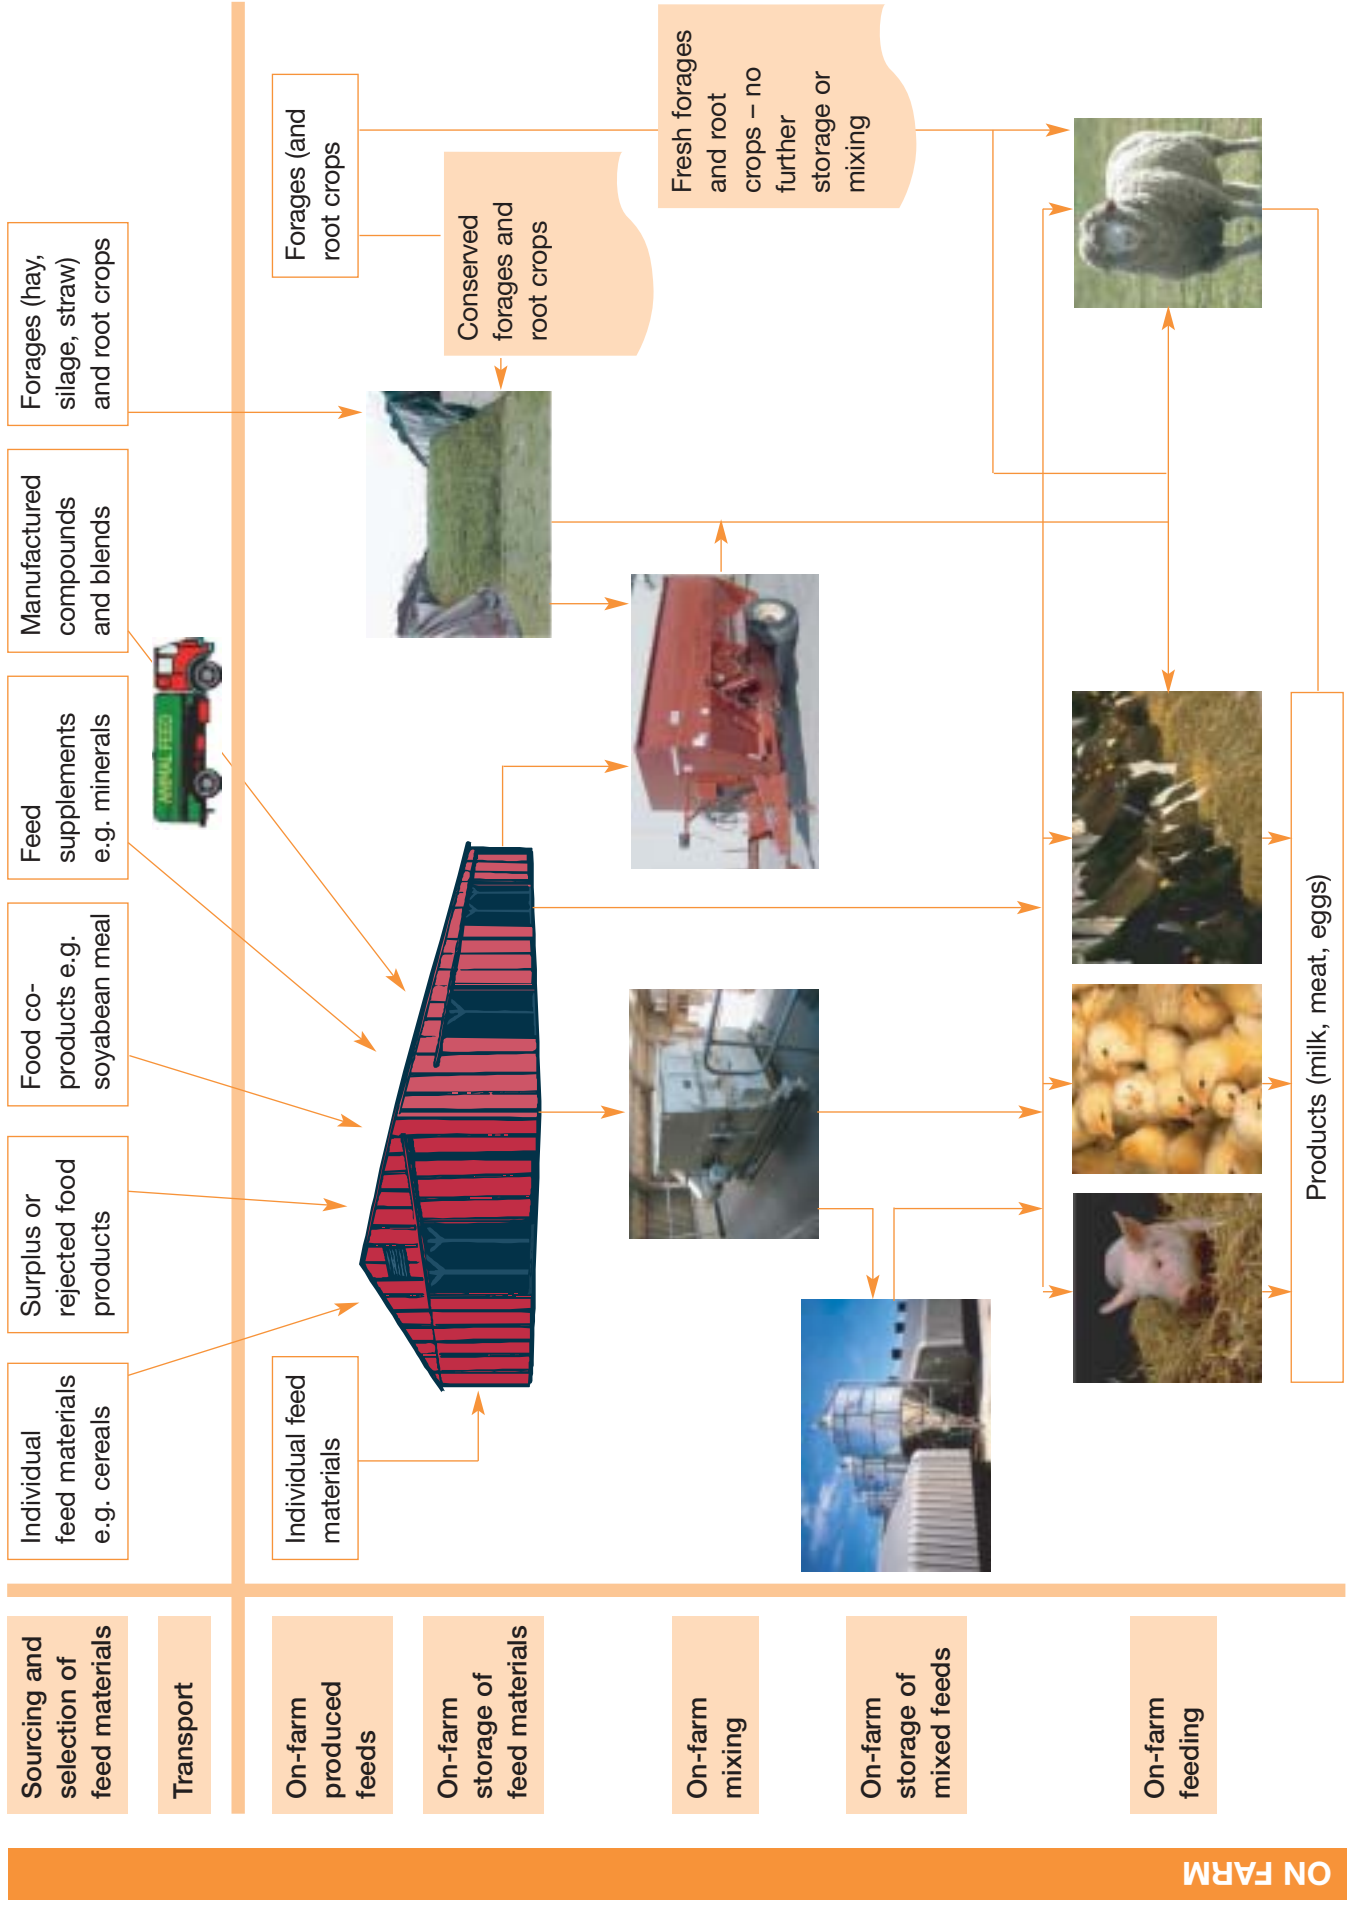 ON FARM
Sourcing and
selection of
feed materials
Individual
feed materials
e.g. cereals
Surplus or
rejected food
products
Food co-
products e.g.
soyabean meal
Feed
supplements
e.g. minerals
Manufactured
compounds
and blends
Forages (hay,
silage, straw)
and root crops
Transport
ANIMAL FEED
On-farm
produced
feeds
Individual feed
materials
Forages (and
root crops
On-farm
storage of
feed materials
Conserved
forages and
root crops
Fresh forages
and root
crops – no
further
storage or
mixing
On-farm
mixing
On-farm
storage of
mixed feeds
On-farm
feeding
Products (milk, meat, eggs)